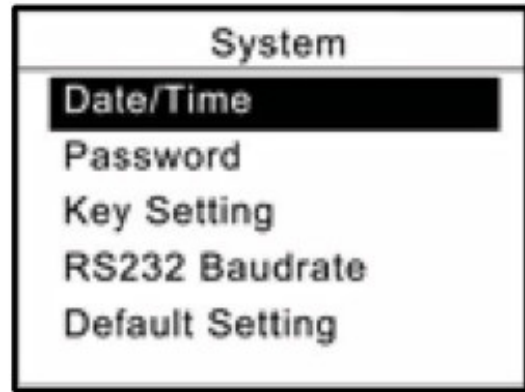 System
Date/Time
Password
Key Setting
RS232 Baudrate
Default Setting